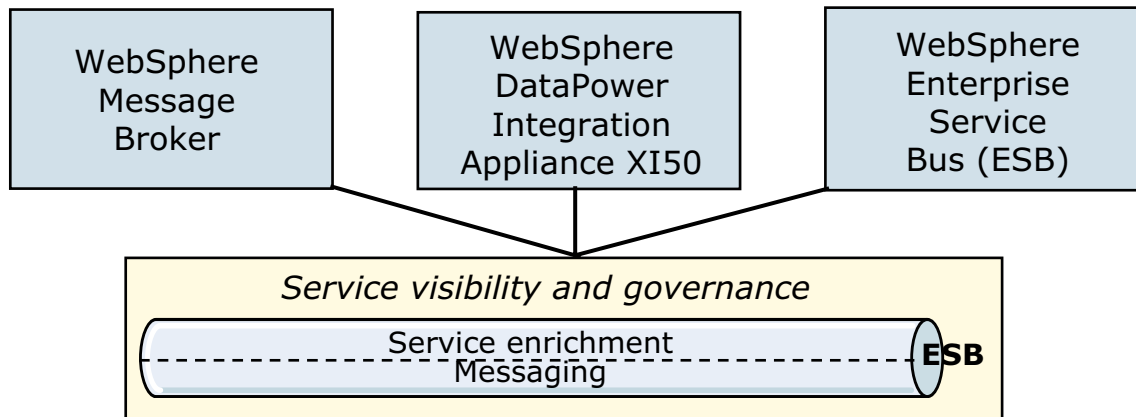 WebSphere
Message
Broker
WebSphere
DataPower
Integration
Appliance XI50
WebSphere
Enterprise
Service
Bus (ESB)
Service visibility and governance
Service enrichment
Messaging
ESB